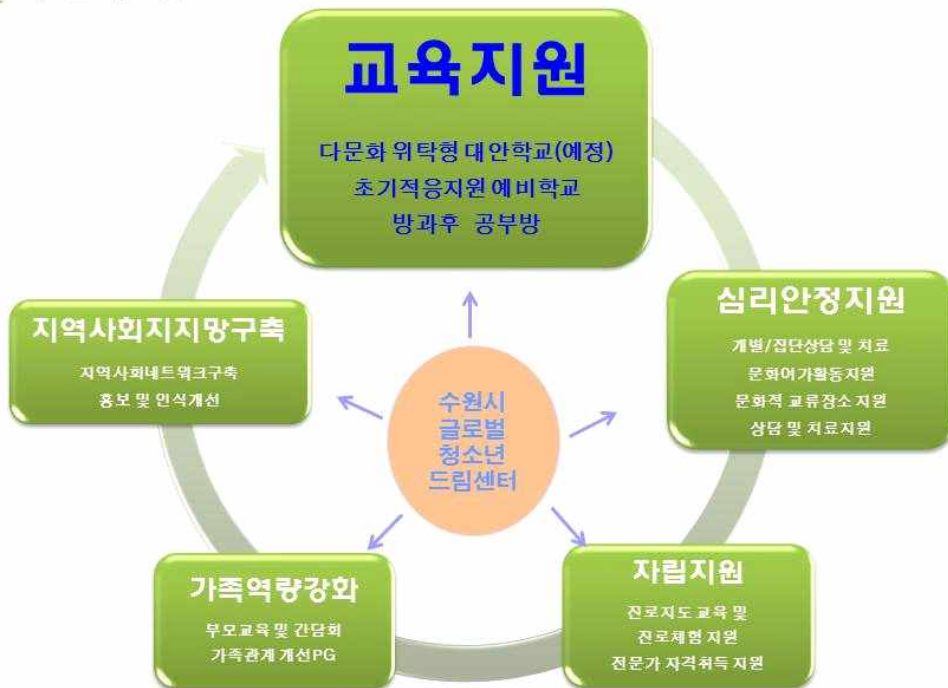 교육지원
다문화 위탁형 대안학교(예정)
초기적응지원 예비학교
방과후 공부방
심리안정지원
개별/집단상담 및 치료
문화여가활동지원
문화적 교류장소 지원
상담 및 치료지원
지역사회지지망구축
지역사회네트워크구축
홍보 및 인식개선
수원시
글로벌
청소년
드림센터
가족역량강화
부모교육 및 간담회
가족관계 개선PG
자립지원
진로지도 교육 및
진로체험 지원
전문가 자격취득 지원